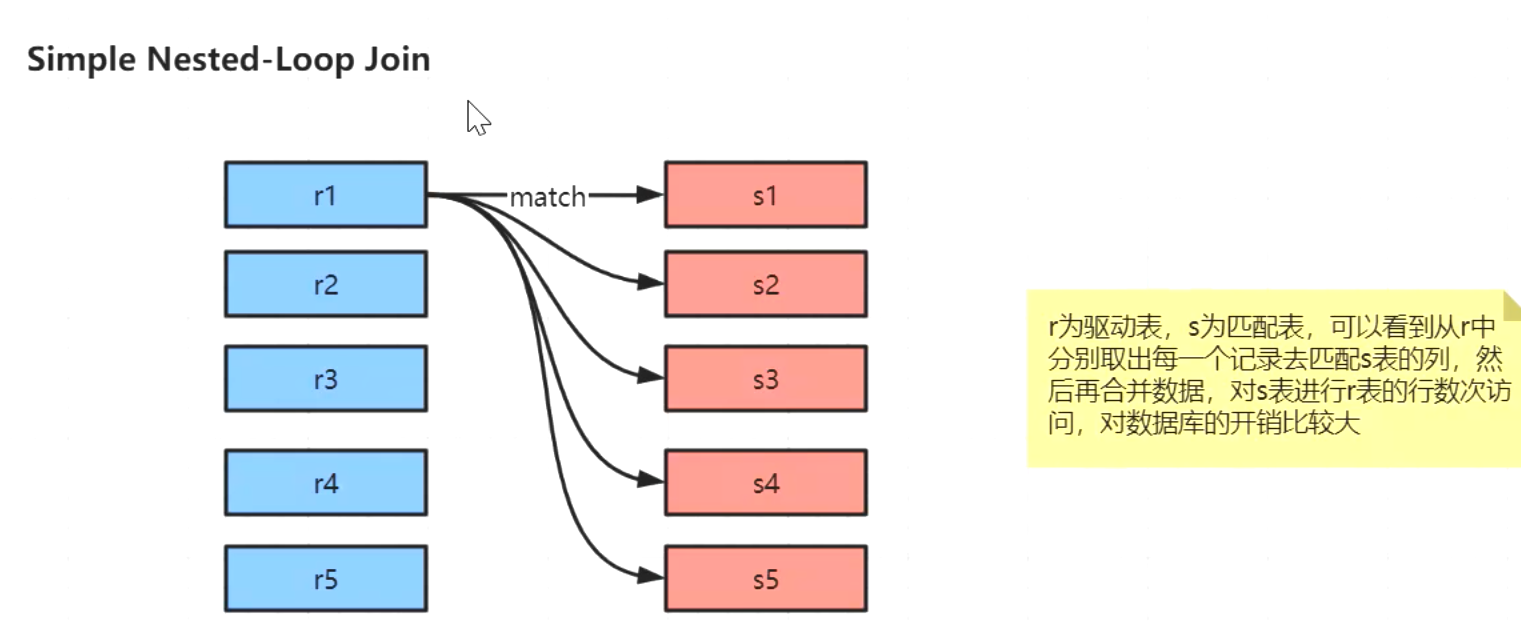 Simple Nested-Loop Join
r1
match
s1
r2
s2
r3
s3
r4
s4
r5
s5
r为驱动表，s为匹配表，可以看到从r中
分别取出每一个记录去匹配s表的列，然
后再合并数据，对s表进行r表的行数次访
问，对数据库的开销比较大